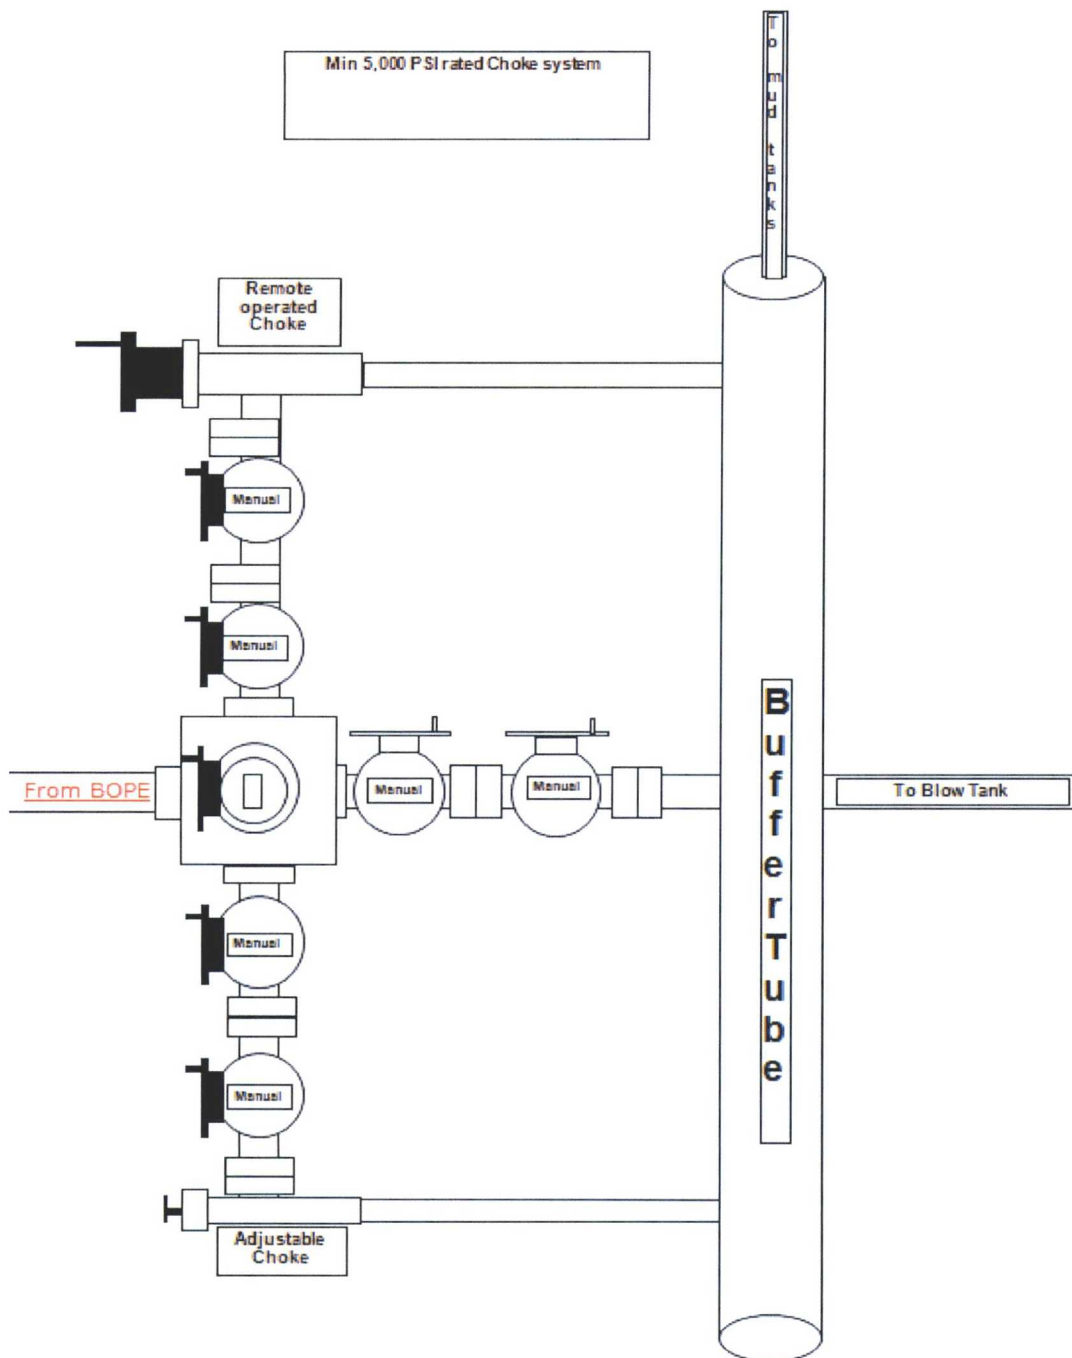 Min 5,000 PSI rated Choke system
To mud tanks
Remote
operated
Choke
Manual
Manual
From BOPE
Manual
Manual
To Blow Tank
Buffer Tube
Manual
Manual
Adjustable
Choke